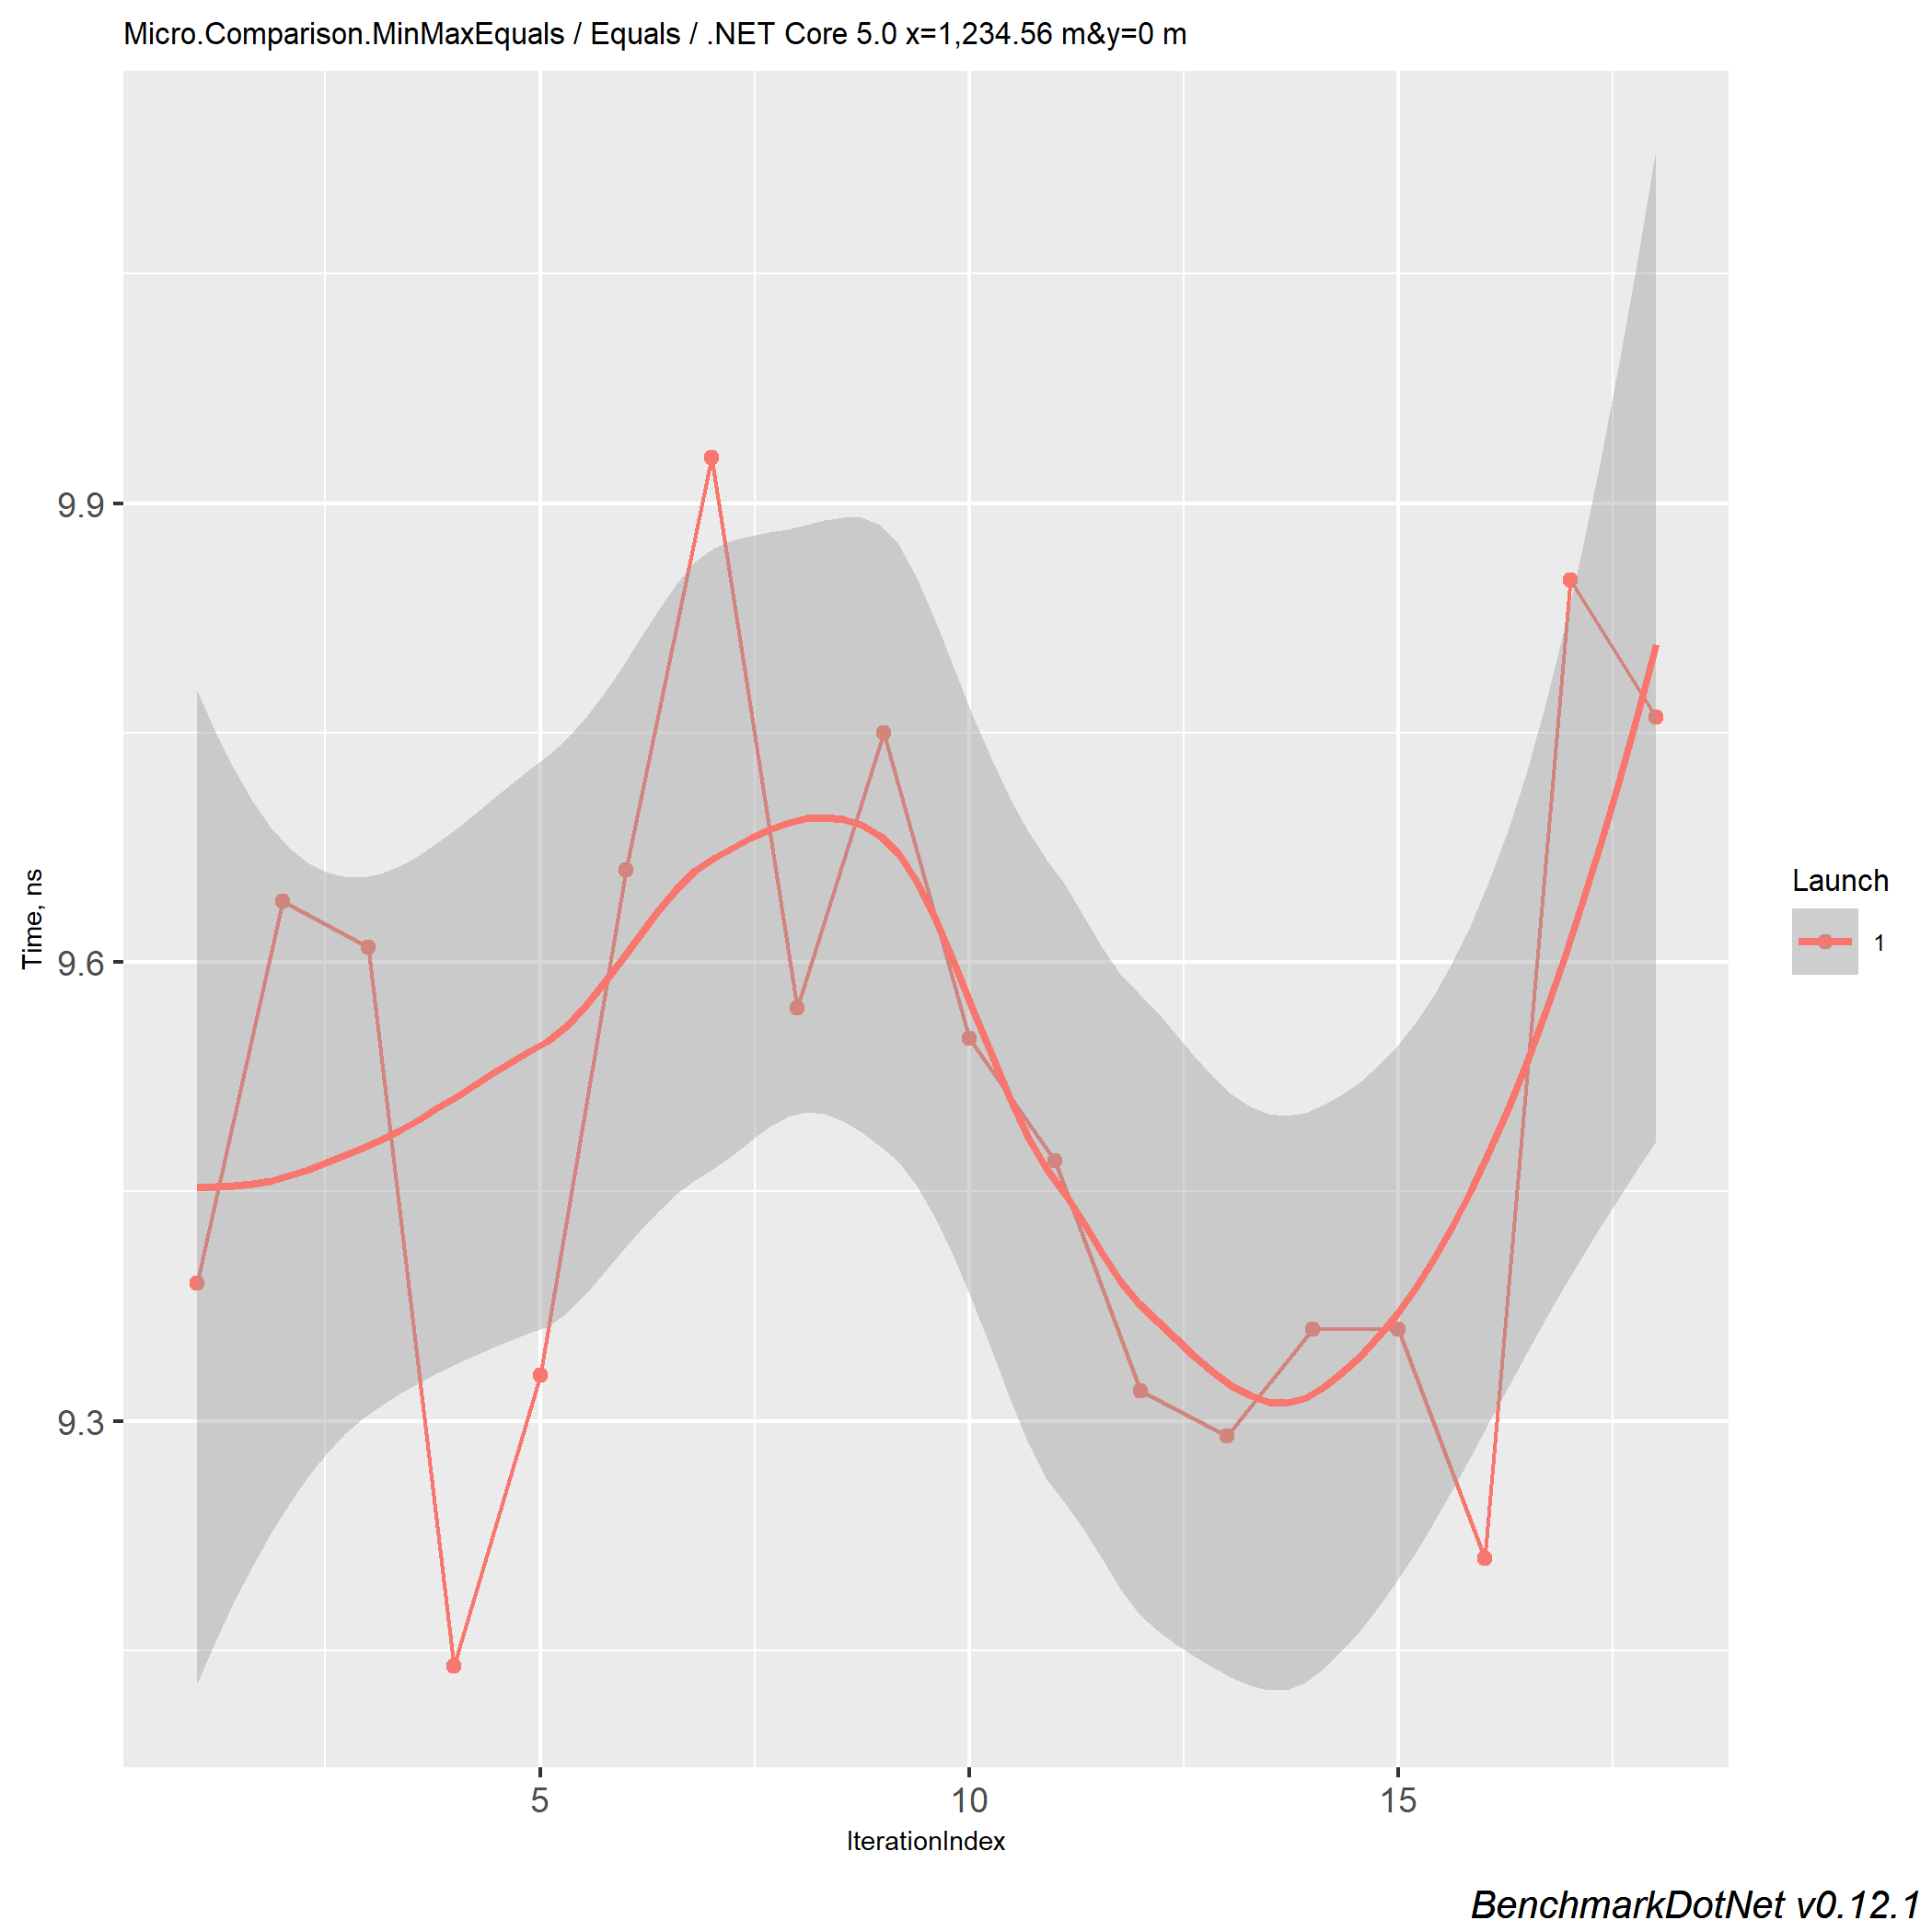 Micro.Comparison.MinMaxEquals / Equals / .NET Core 5.0 x=1,234.56 m&y=0 m
9.9
9.6
9.3
Time, ns
5 10 15
IterationIndex
Launch
1
BenchmarkDotNet v0.12.1